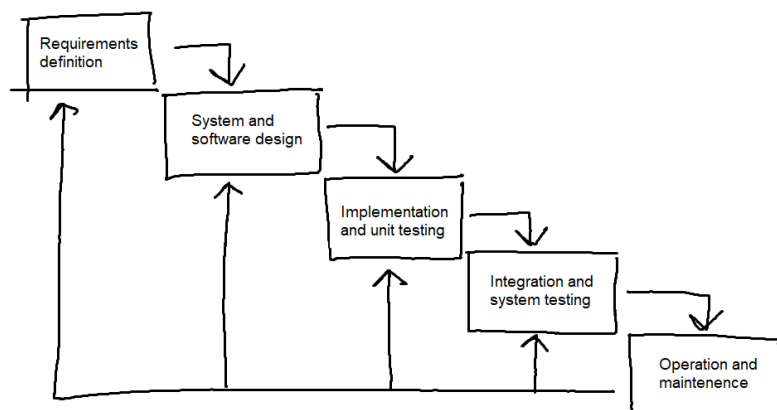 Requirements
definition
System and
software design
Implementation
and unit testing
Integration and
system testing
Operation and
maintenence